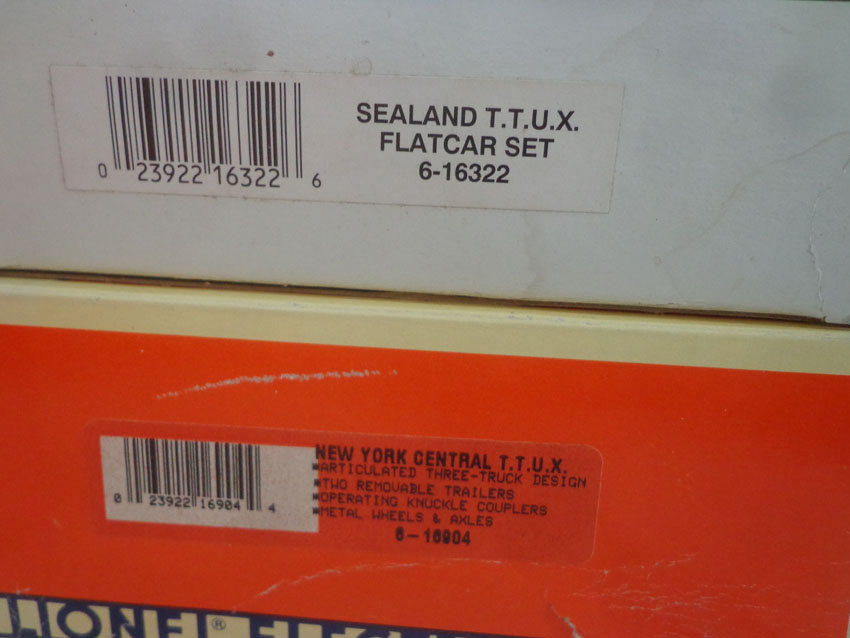 SEALAND T.T.U.X.
FLATCAR SET
6-16322
0 23922 16322 6
NEW YORK CENTRAL T.T.U.X.
■ARTICULATED THREE-TRUCK DESIGN
■TWO REMOVABLE TRAILERS
■OPERATING KNUCKLE COUPLERS
■METAL WHEELS & AXLES
6-16904
0 23922 16904 4